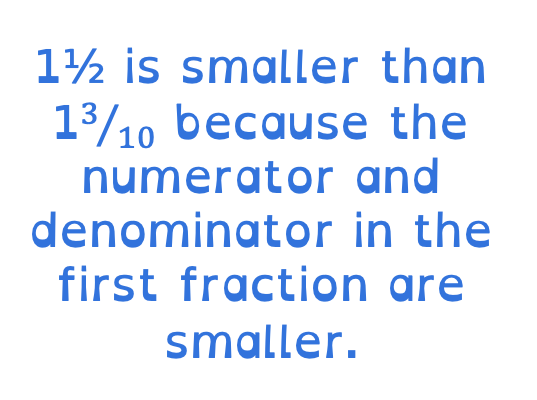 1½ is smaller than
1³/₁₀ because the
numerator and
denominator in the
first fraction are
smaller.